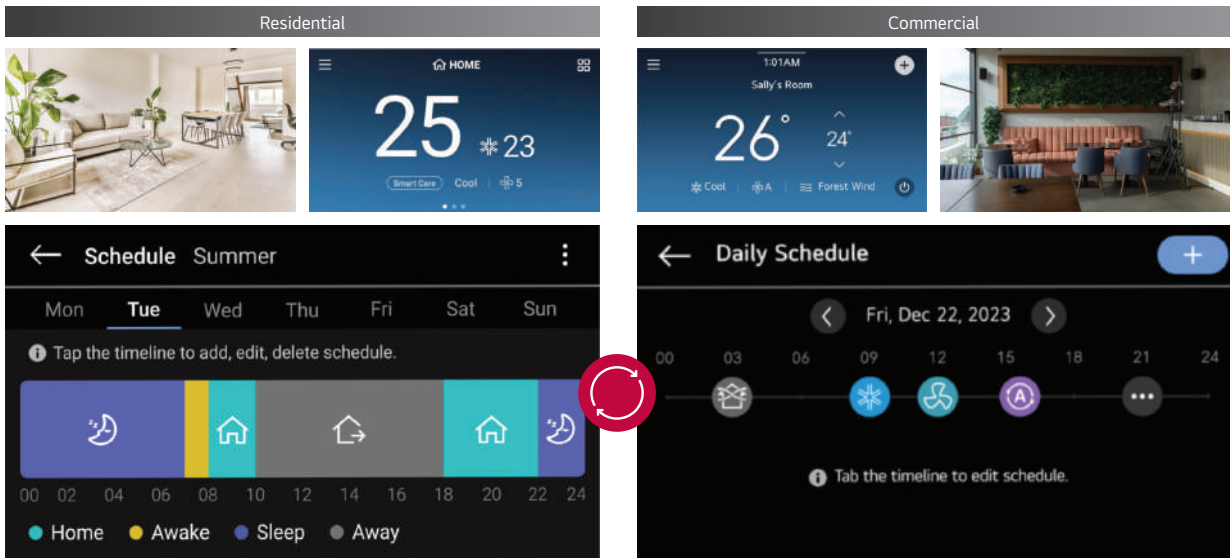 Residential
HOME
25
23
Smart Care Cool 5
Schedule Summer
Mon Tue Wed Thu Fri Sat Sun
Tap the timeline to add, edit, delete schedule.
00 02 04 06 08 10 12 14 16 18 20 22 24
Home Awake Sleep Away
Commercial
1:01AM
Sally's Room
26°
24°
Cool A Forest Wind
Daily Schedule
+
Fri, Dec 22, 2023
00 03 06 09 12 15 18 21 24
A
Tab the timeline to edit schedule.